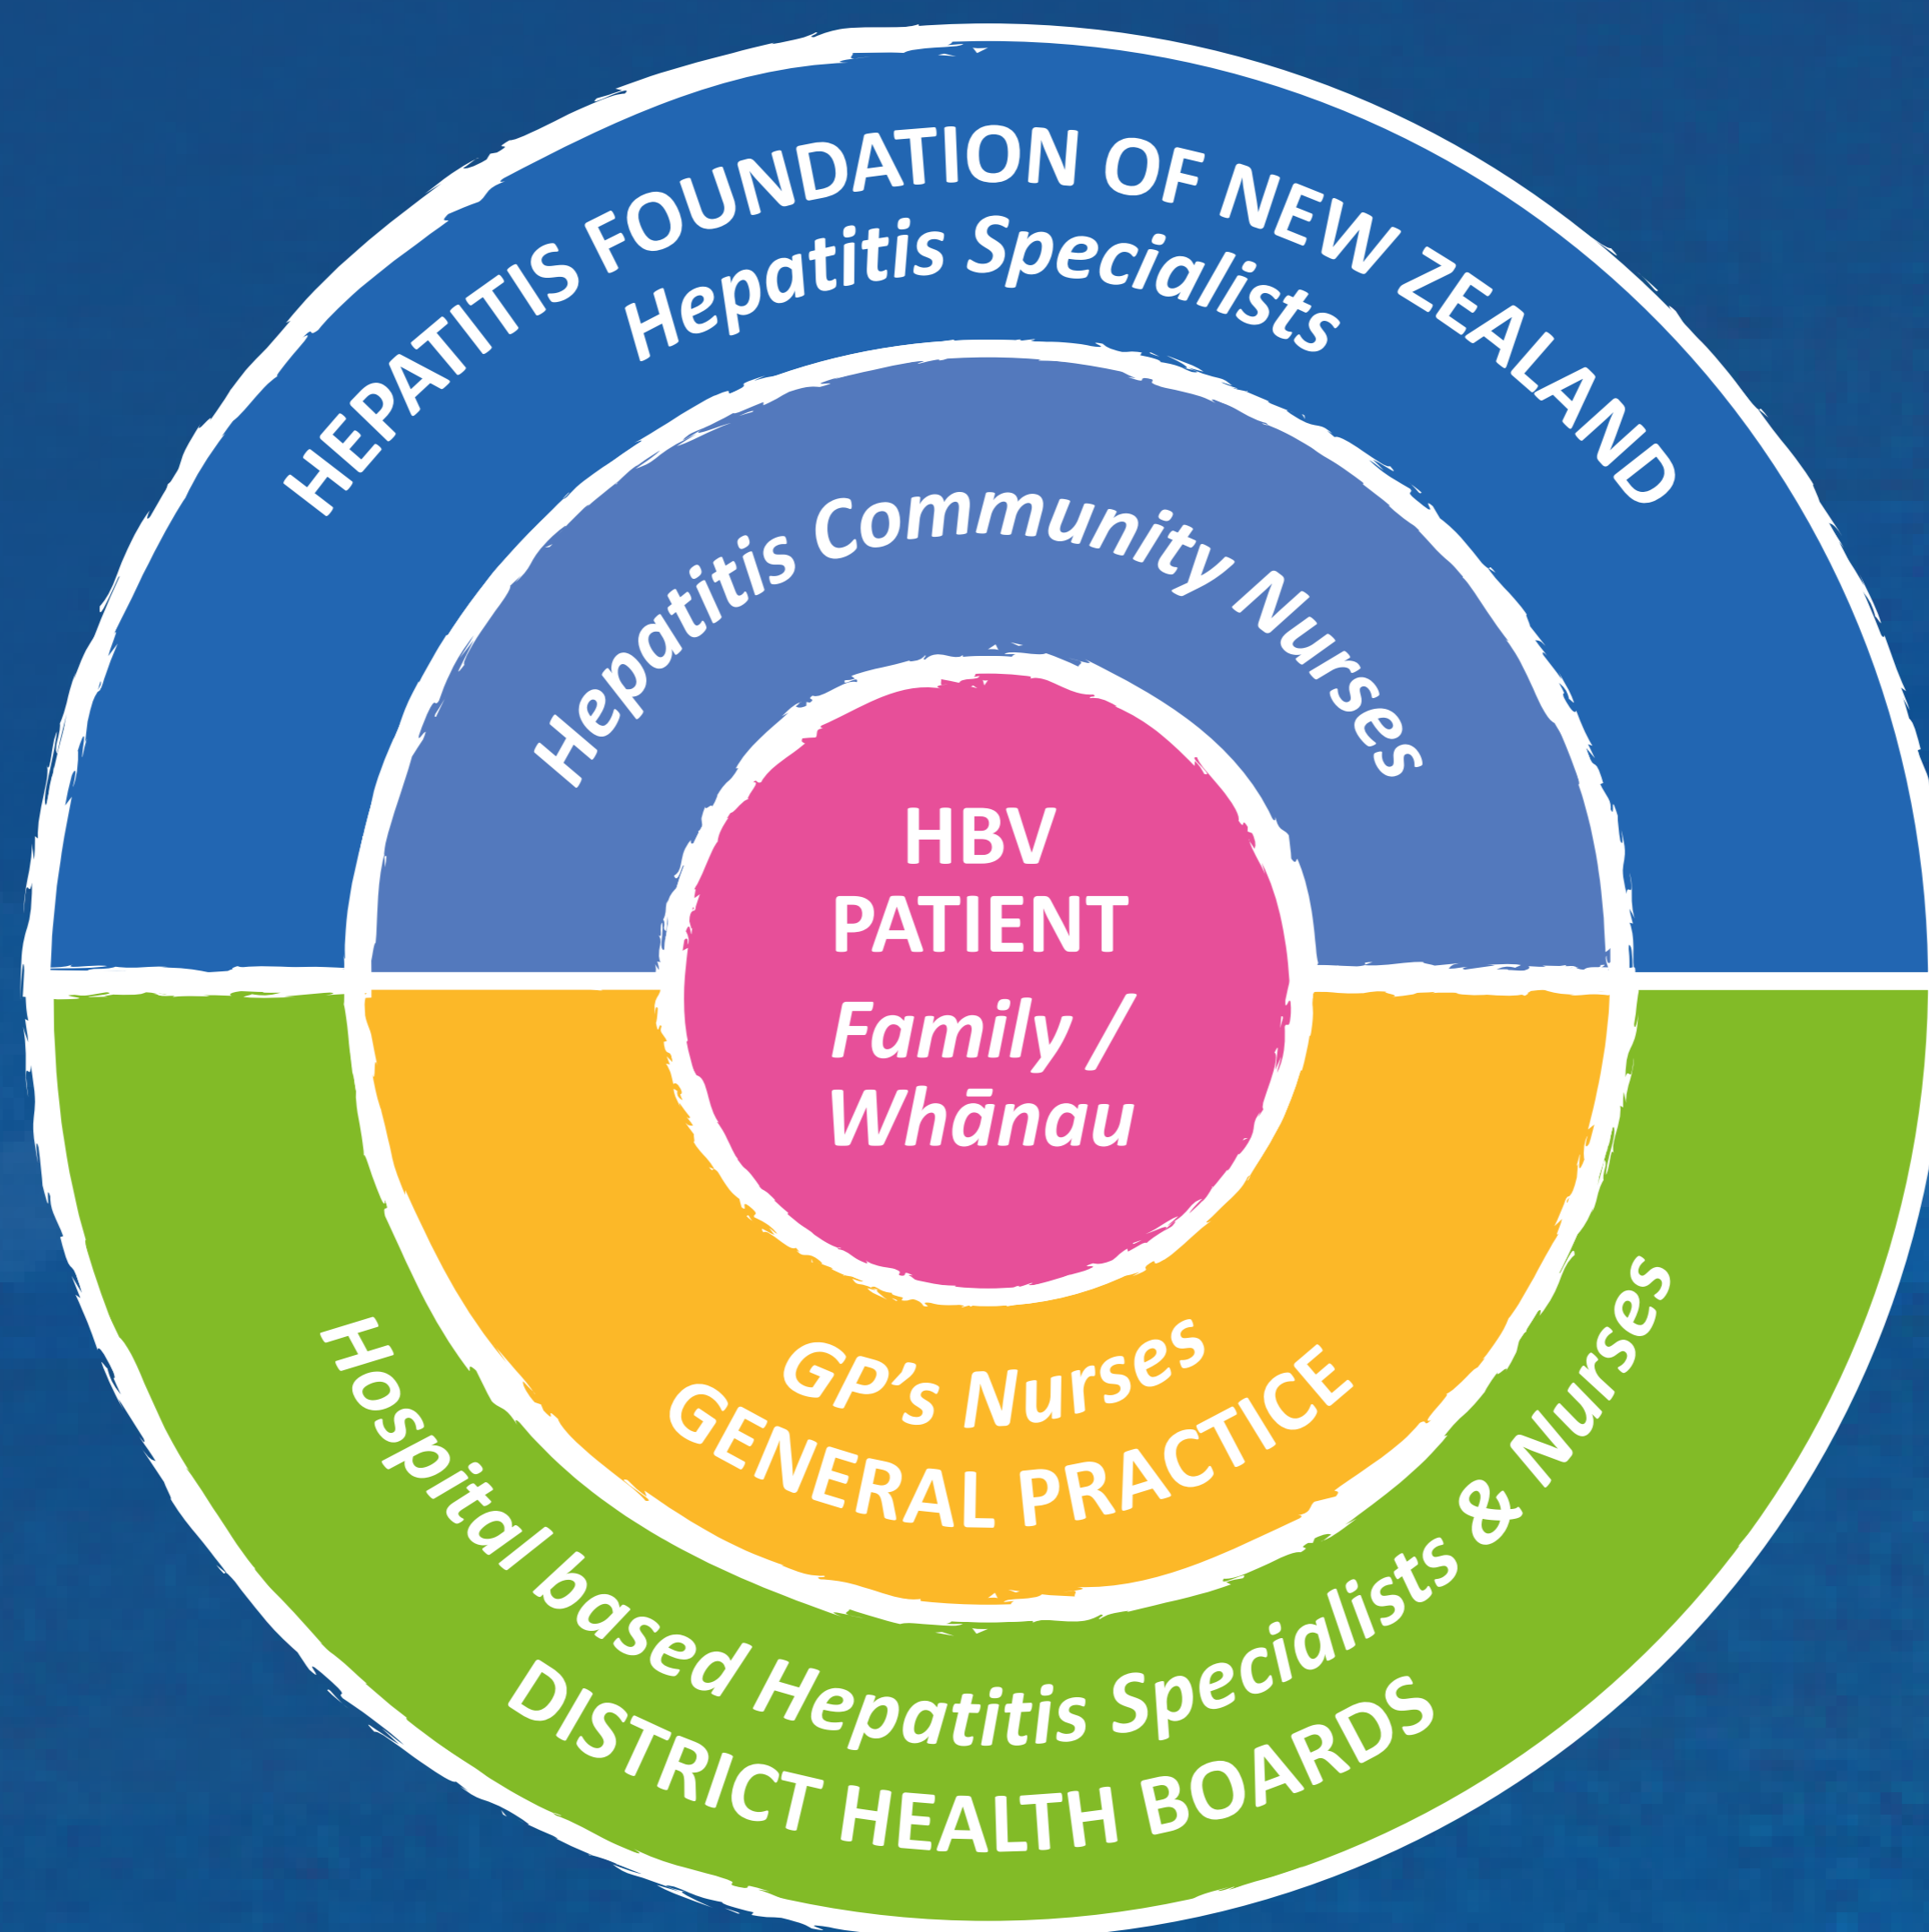 HEPATITIS FOUNDATION OF NEW ZEALAND
Hepatitis Specialists
Hepatitis Community Nurses
HBV
PATIENT
Family /
Whānau
GP's Nurses
GENERAL PRACTICE
Hospital based Hepatitis Specialists & Nurses
DISTRICT HEALTH BOARDS